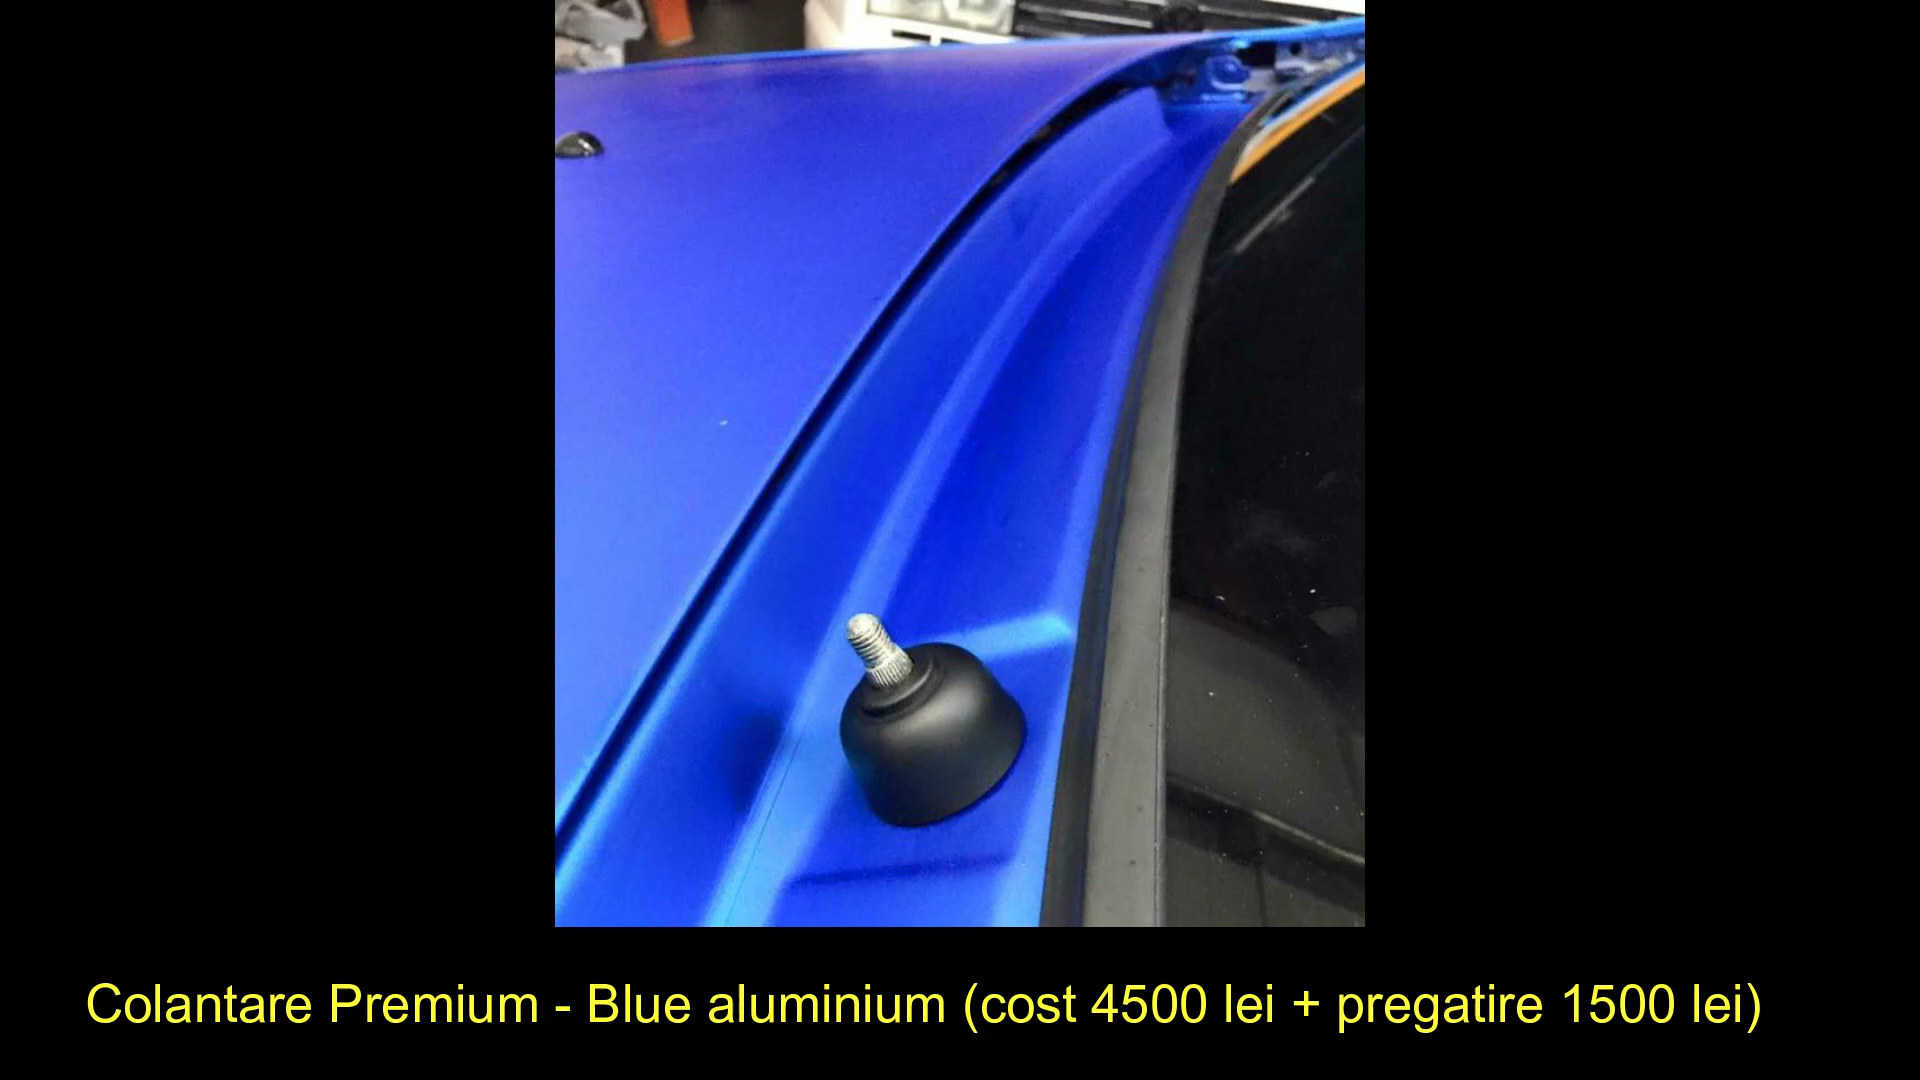 Colantare Premium - Blue aluminium (cost 4500 lei + pregatire 1500 lei)